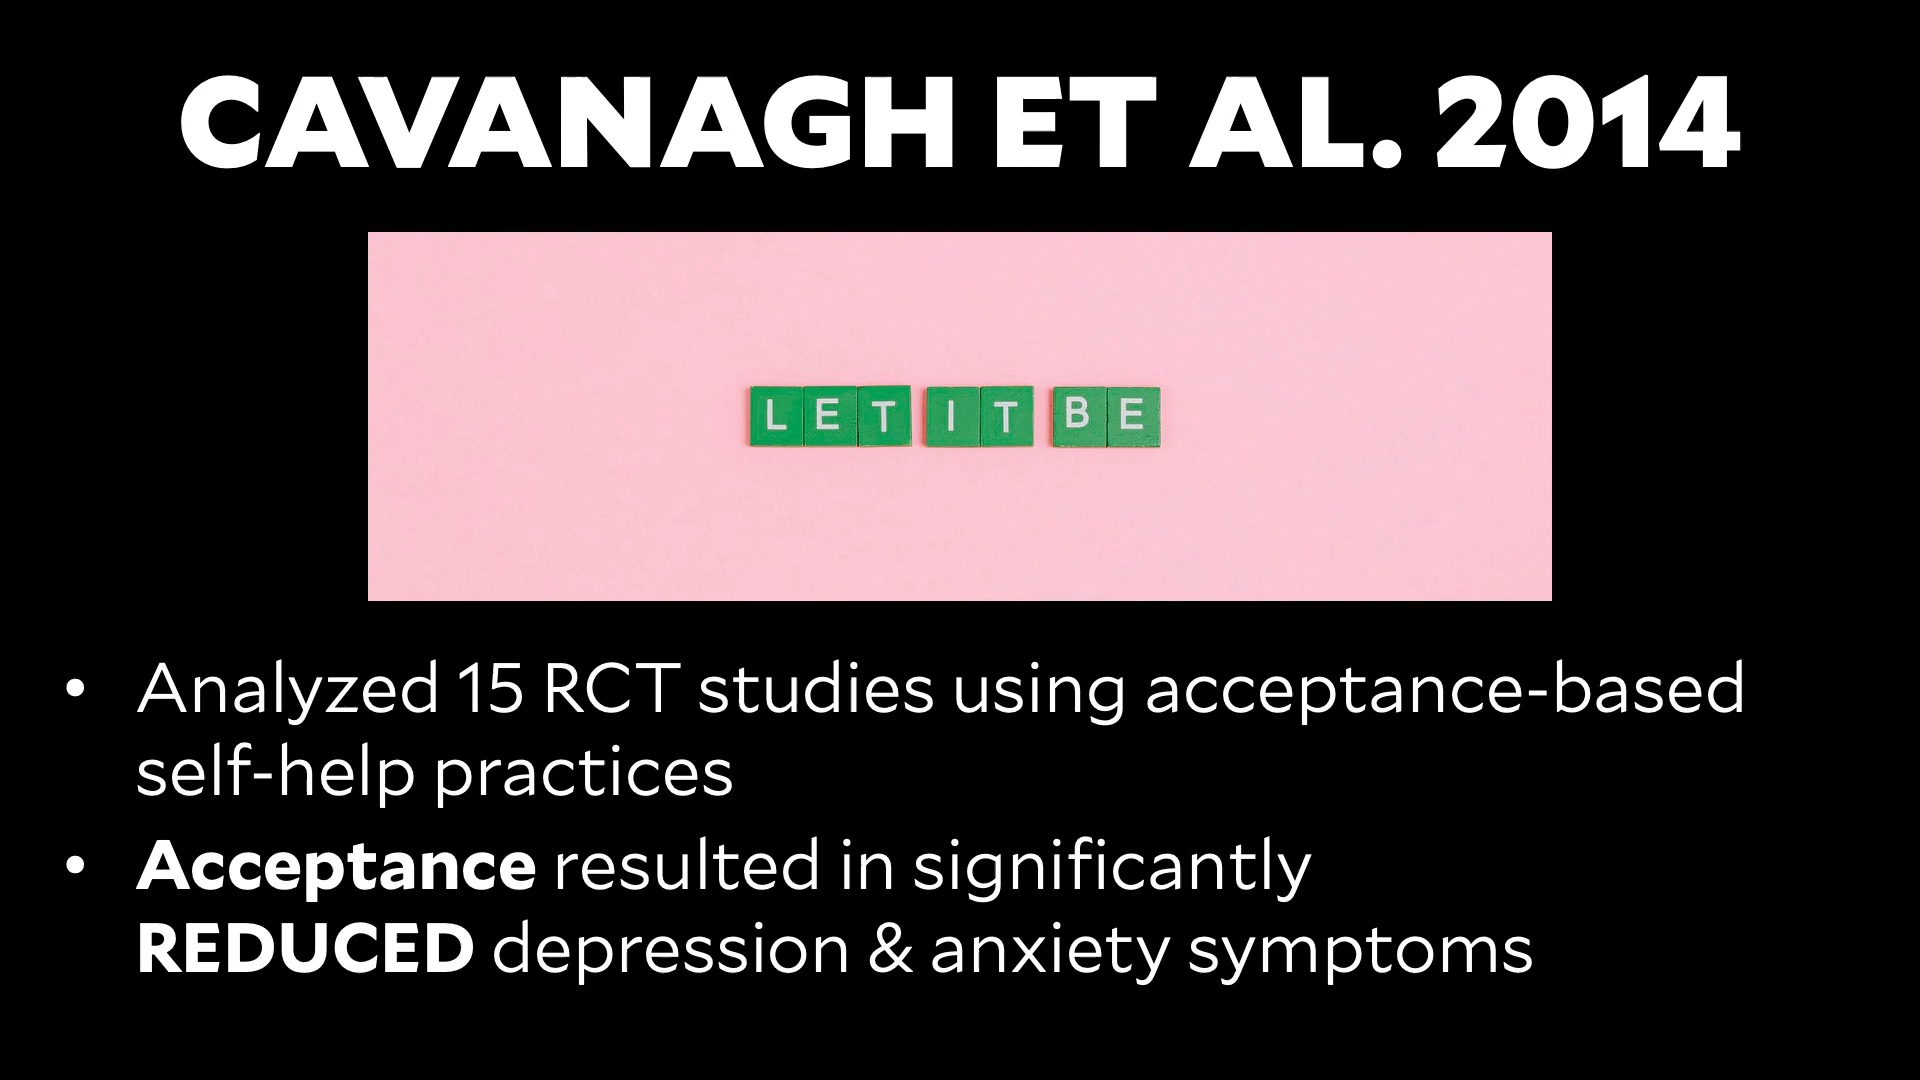 CAVANAGH ET AL. 2014
LET IT BE
• Analyzed 15 RCT studies using acceptance-based
self-help practices
• Acceptance resulted in significantly
REDUCED depression & anxiety symptoms